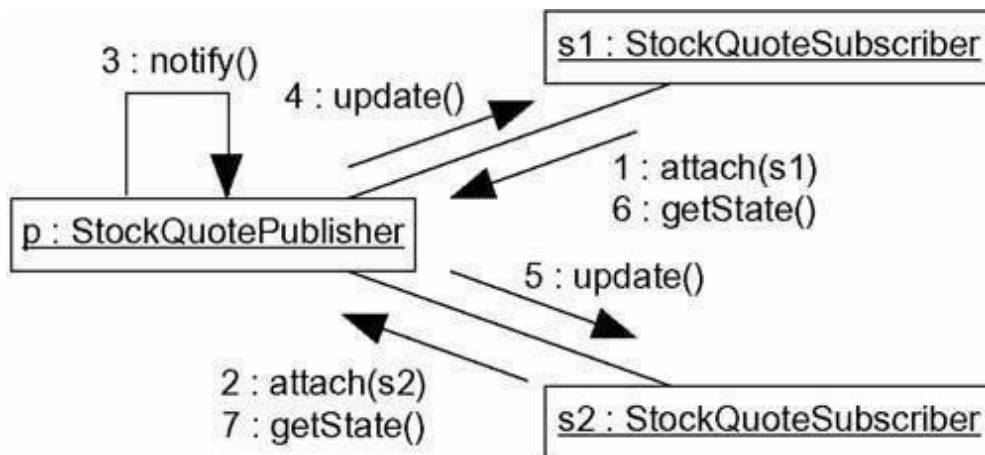 s1 : StockQuoteSubscriber
3 : notify()
4 : update()
1 : attach(s1)
6 : getState()
p : StockQuotePublisher
5 : update()
2 : attach(s2)
7 : getState()
s2 : StockQuoteSubscriber